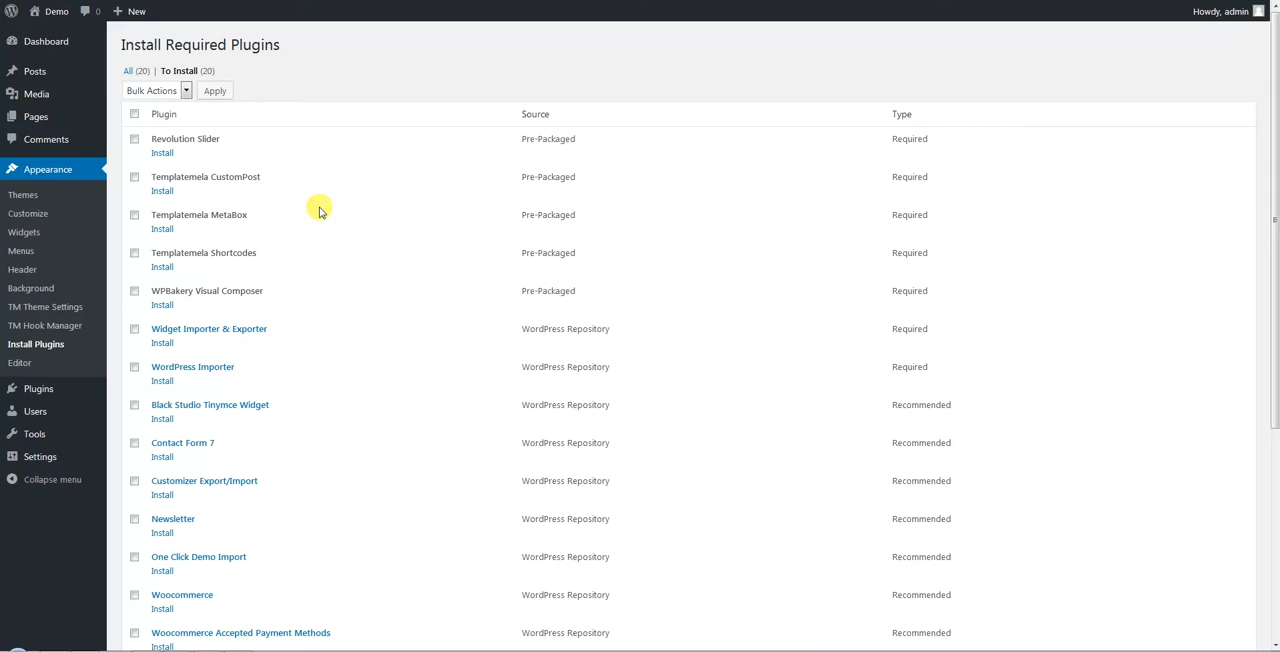 Demo 0 + New Howdy, admin
Dashboard
Posts
Media
Pages
Comments
Appearance
Themes
Customize
Widgets
Menus
Header
Background
TM Theme Settings
TM Hook Manager
Install Plugins
Editor
Plugins
Users
Tools
Settings
Collapse menu
Install Required Plugins
All (20) | To Install (20)
Bulk Actions Apply
Plugin Source Type
Revolution Slider Pre-Packaged Required
Install
Templatemela CustomPost Pre-Packaged Required
Install
Templatemela MetaBox Pre-Packaged Required
Install
Templatemela Shortcodes Pre-Packaged Required
Install
WPBakery Visual Composer Pre-Packaged Required
Install
Widget Importer & Exporter WordPress Repository Required
Install
WordPress Importer WordPress Repository Required
Install
Black Studio Tinymce Widget WordPress Repository Recommended
Install
Contact Form 7 WordPress Repository Recommended
Install
Customizer Export/Import WordPress Repository Recommended
Install
Newsletter WordPress Repository Recommended
Install
One Click Demo Import WordPress Repository Recommended
Install
Woocommerce WordPress Repository Recommended
Install
Woocommerce Accepted Payment Methods WordPress Repository Recommended
Install